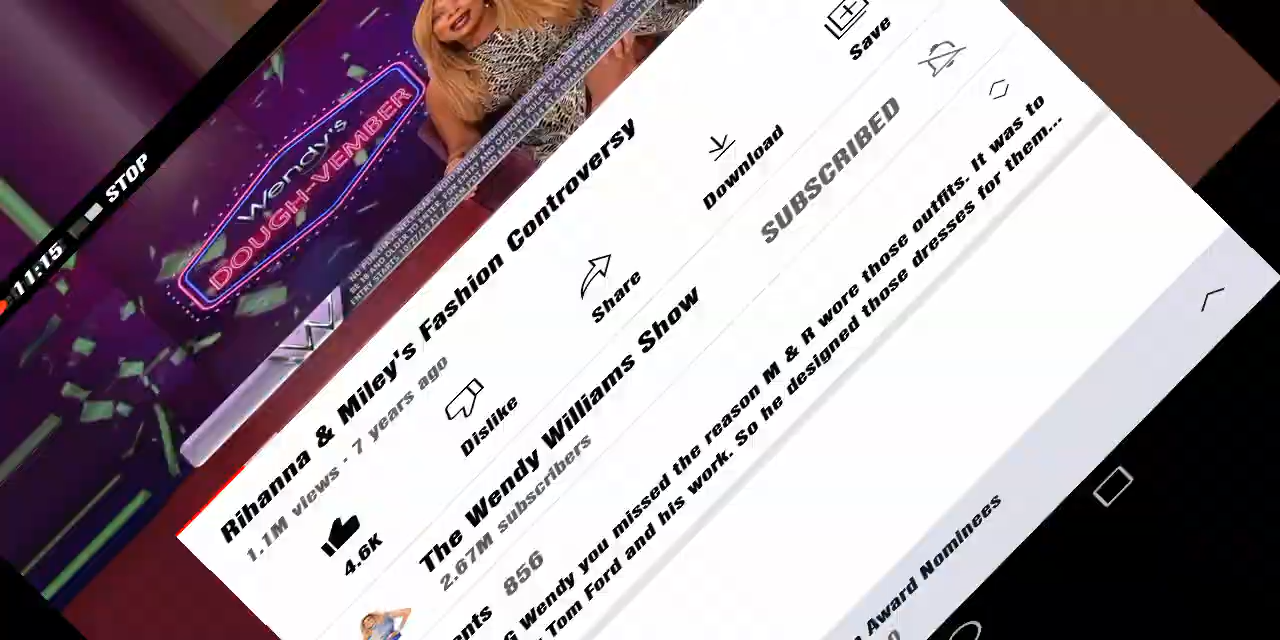 11:15
STOP
Wendy's
DOUGH-VEMBER
Rihanna & Miley's Fashion Controversy
1.1M views · 7 years ago
4.6K
Dislike
Share
Download
Save
The Wendy Williams Show
2.67M subscribers
SUBSCRIBED
ents 856
G Wendy you missed the reason M & R wore those outfits. It was to
Tom Ford and his work. So he designed those dresses for them...
Award Nominees